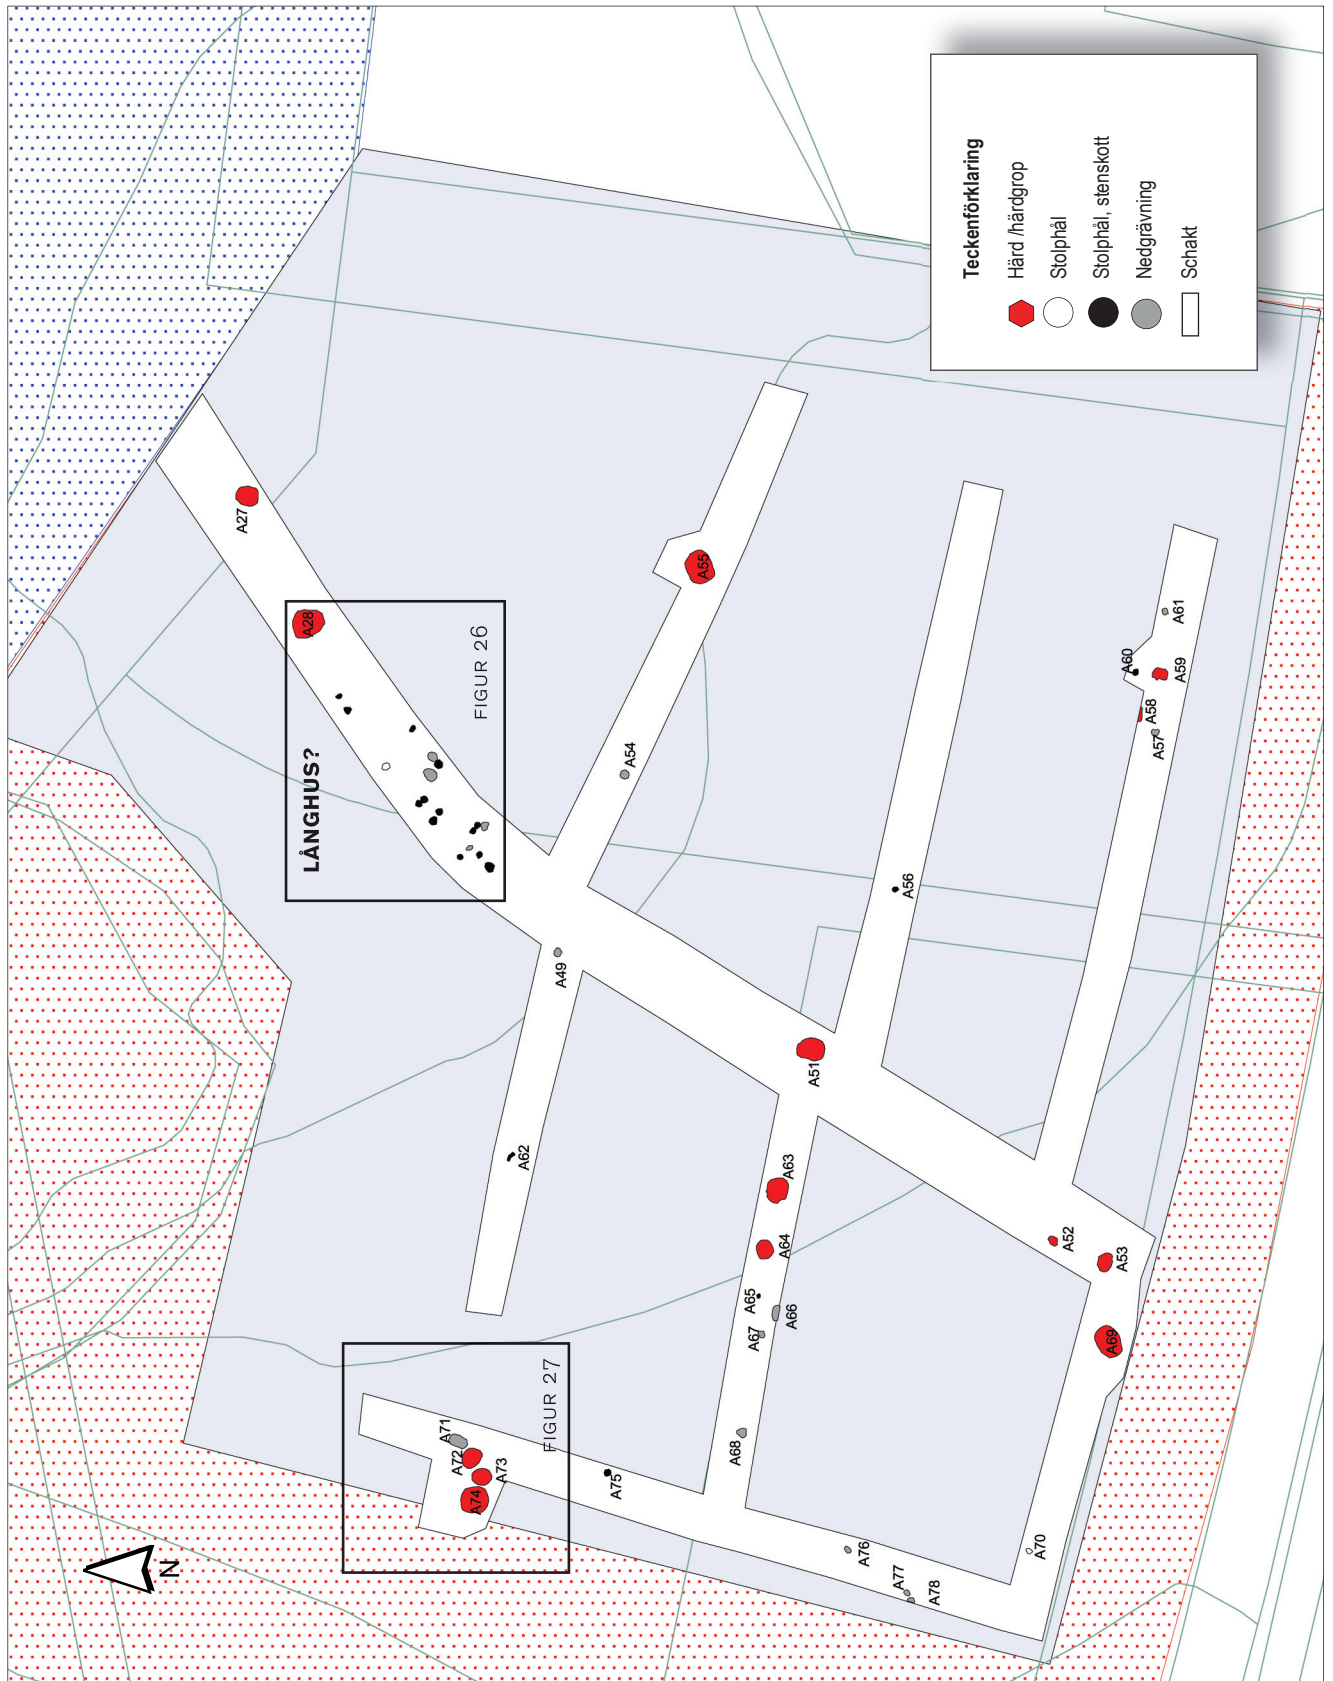 Teckenförklaring
Härd /härdgrop
Stolphål
Stolphål, stenskott
Nedgrävning
Schakt
A27
A28
LÅNGHUS?
FIGUR 26
A55
A54
A49
A62
A56
A51
A63
A64
A65
A66
A67
A68
A61
A60
A59
A58
A57
A52
A53
A69
A70
FIGUR 27
A71
A72
A73
A74
A75
A76
A77
A78
N